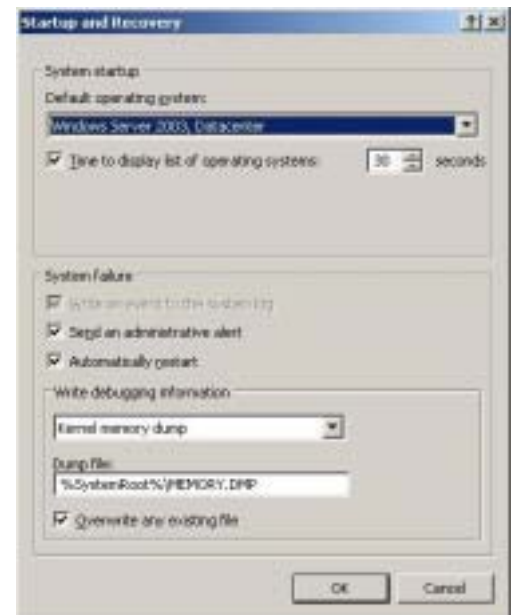 Startup and Recovery
System startup
Default operating system:
Windows Server 2003, Datacenter
Time to display list of operating systems: 30 seconds
System failure
Write an event to the system log
Send an administrative alert
Automatically restart
Write debugging information
Kernel memory dump
Dump file:
%SystemRoot%\MEMORY.DMP
Overwrite any existing file
OK Cancel